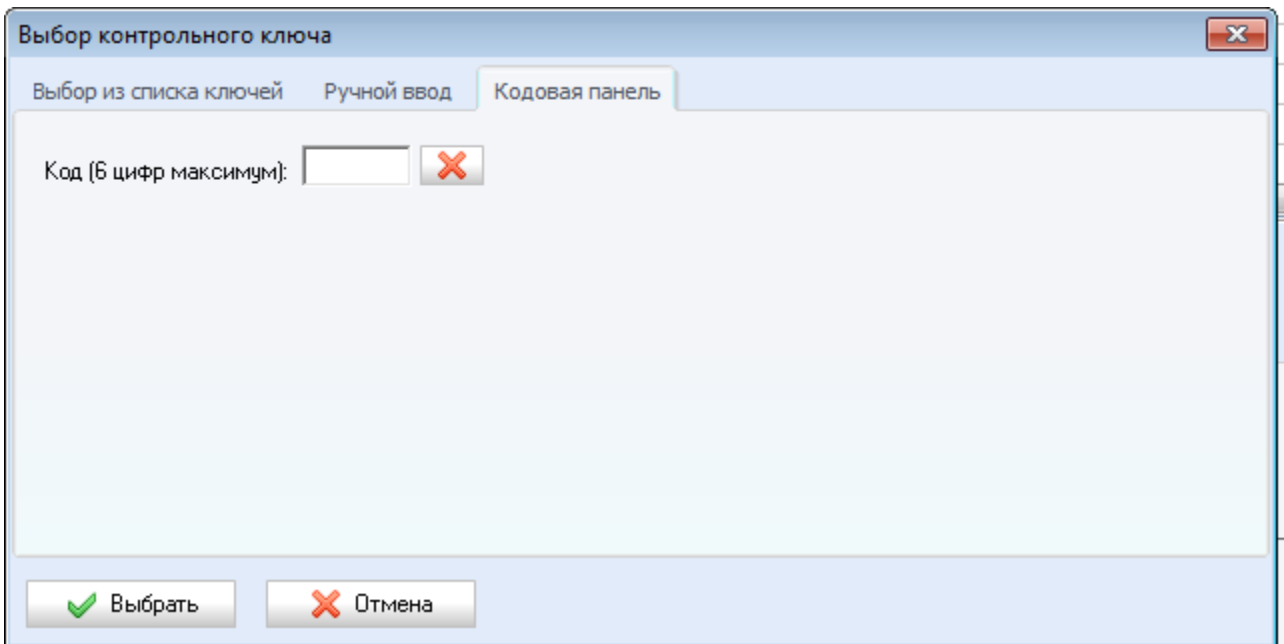 Выбор контрольного ключа
Выбор из списка ключей Ручной ввод Кодовая панель
Код (6 цифр максимум):
Выбрать Отмена